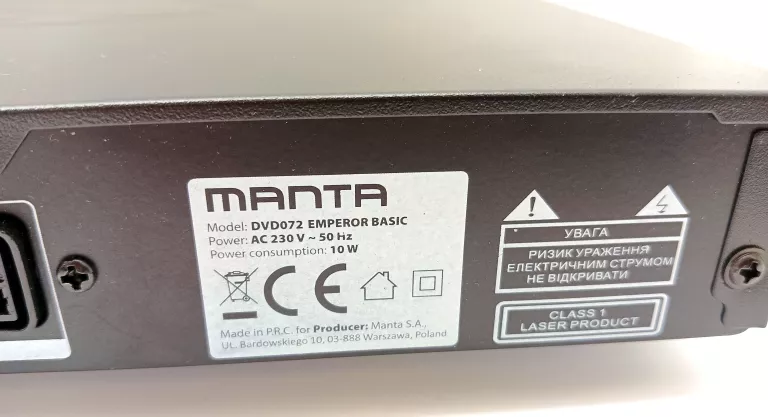 MANTA
Model: DVD072 EMPEROR BASIC
Power: AC 230 V ~ 50 Hz
Power consumption: 10 W
CE
Made in P.R.C. for Producer: Manta S.A.,
UL. Bardowskiego 10, 03-888 Warszawa, Poland
УВАГА
РИЗИК УРАЖЕННЯ
ЕЛЕКТРИЧНИМ СТРУМОМ
НЕ ВІДКРИВАТИ
CLASS 1
LASER PRODUCT